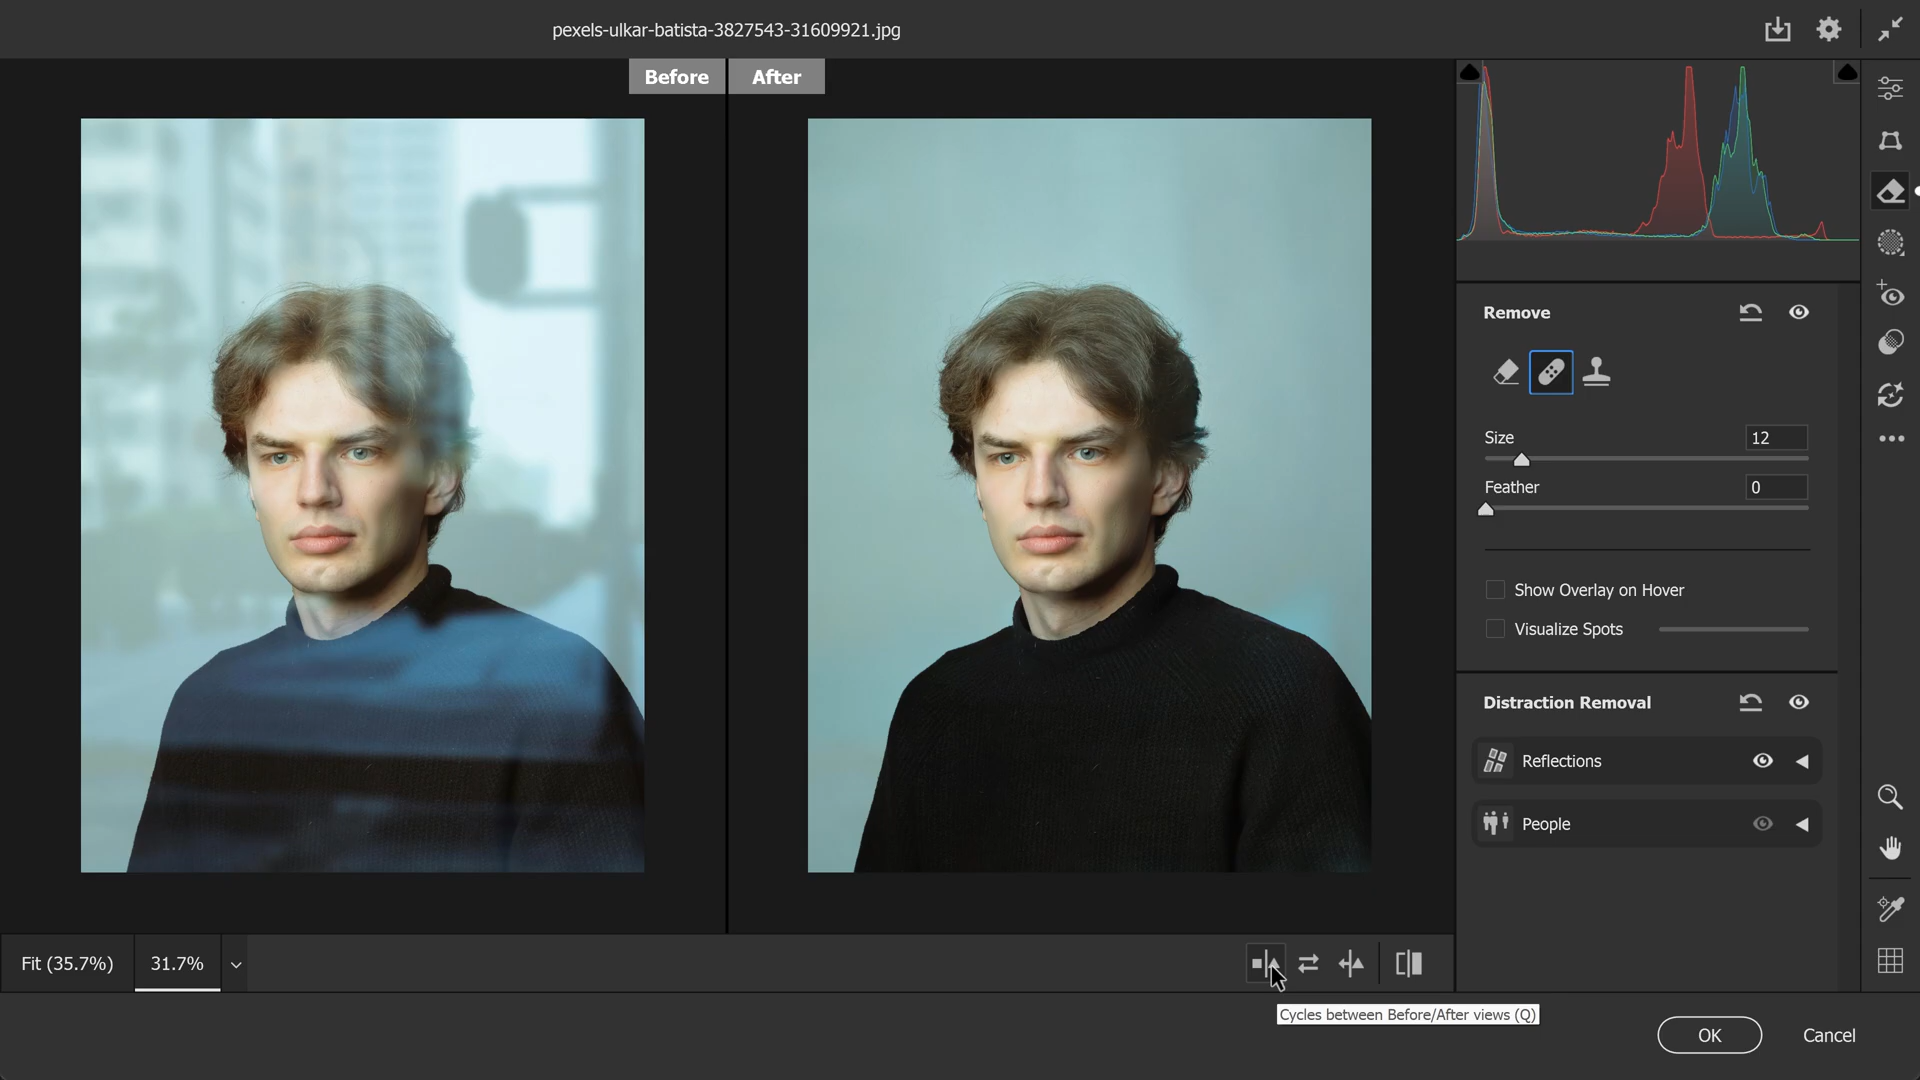 pexels-ulkar-batista-3827543-31609921.jpg
Before
After
Remove
Size
12
Feather
0
Show Overlay on Hover
Visualize Spots
Distraction Removal
Reflections
People
Fit (35.7%)
31.7%
Cycles between Before/After views (Q)
OK
Cancel